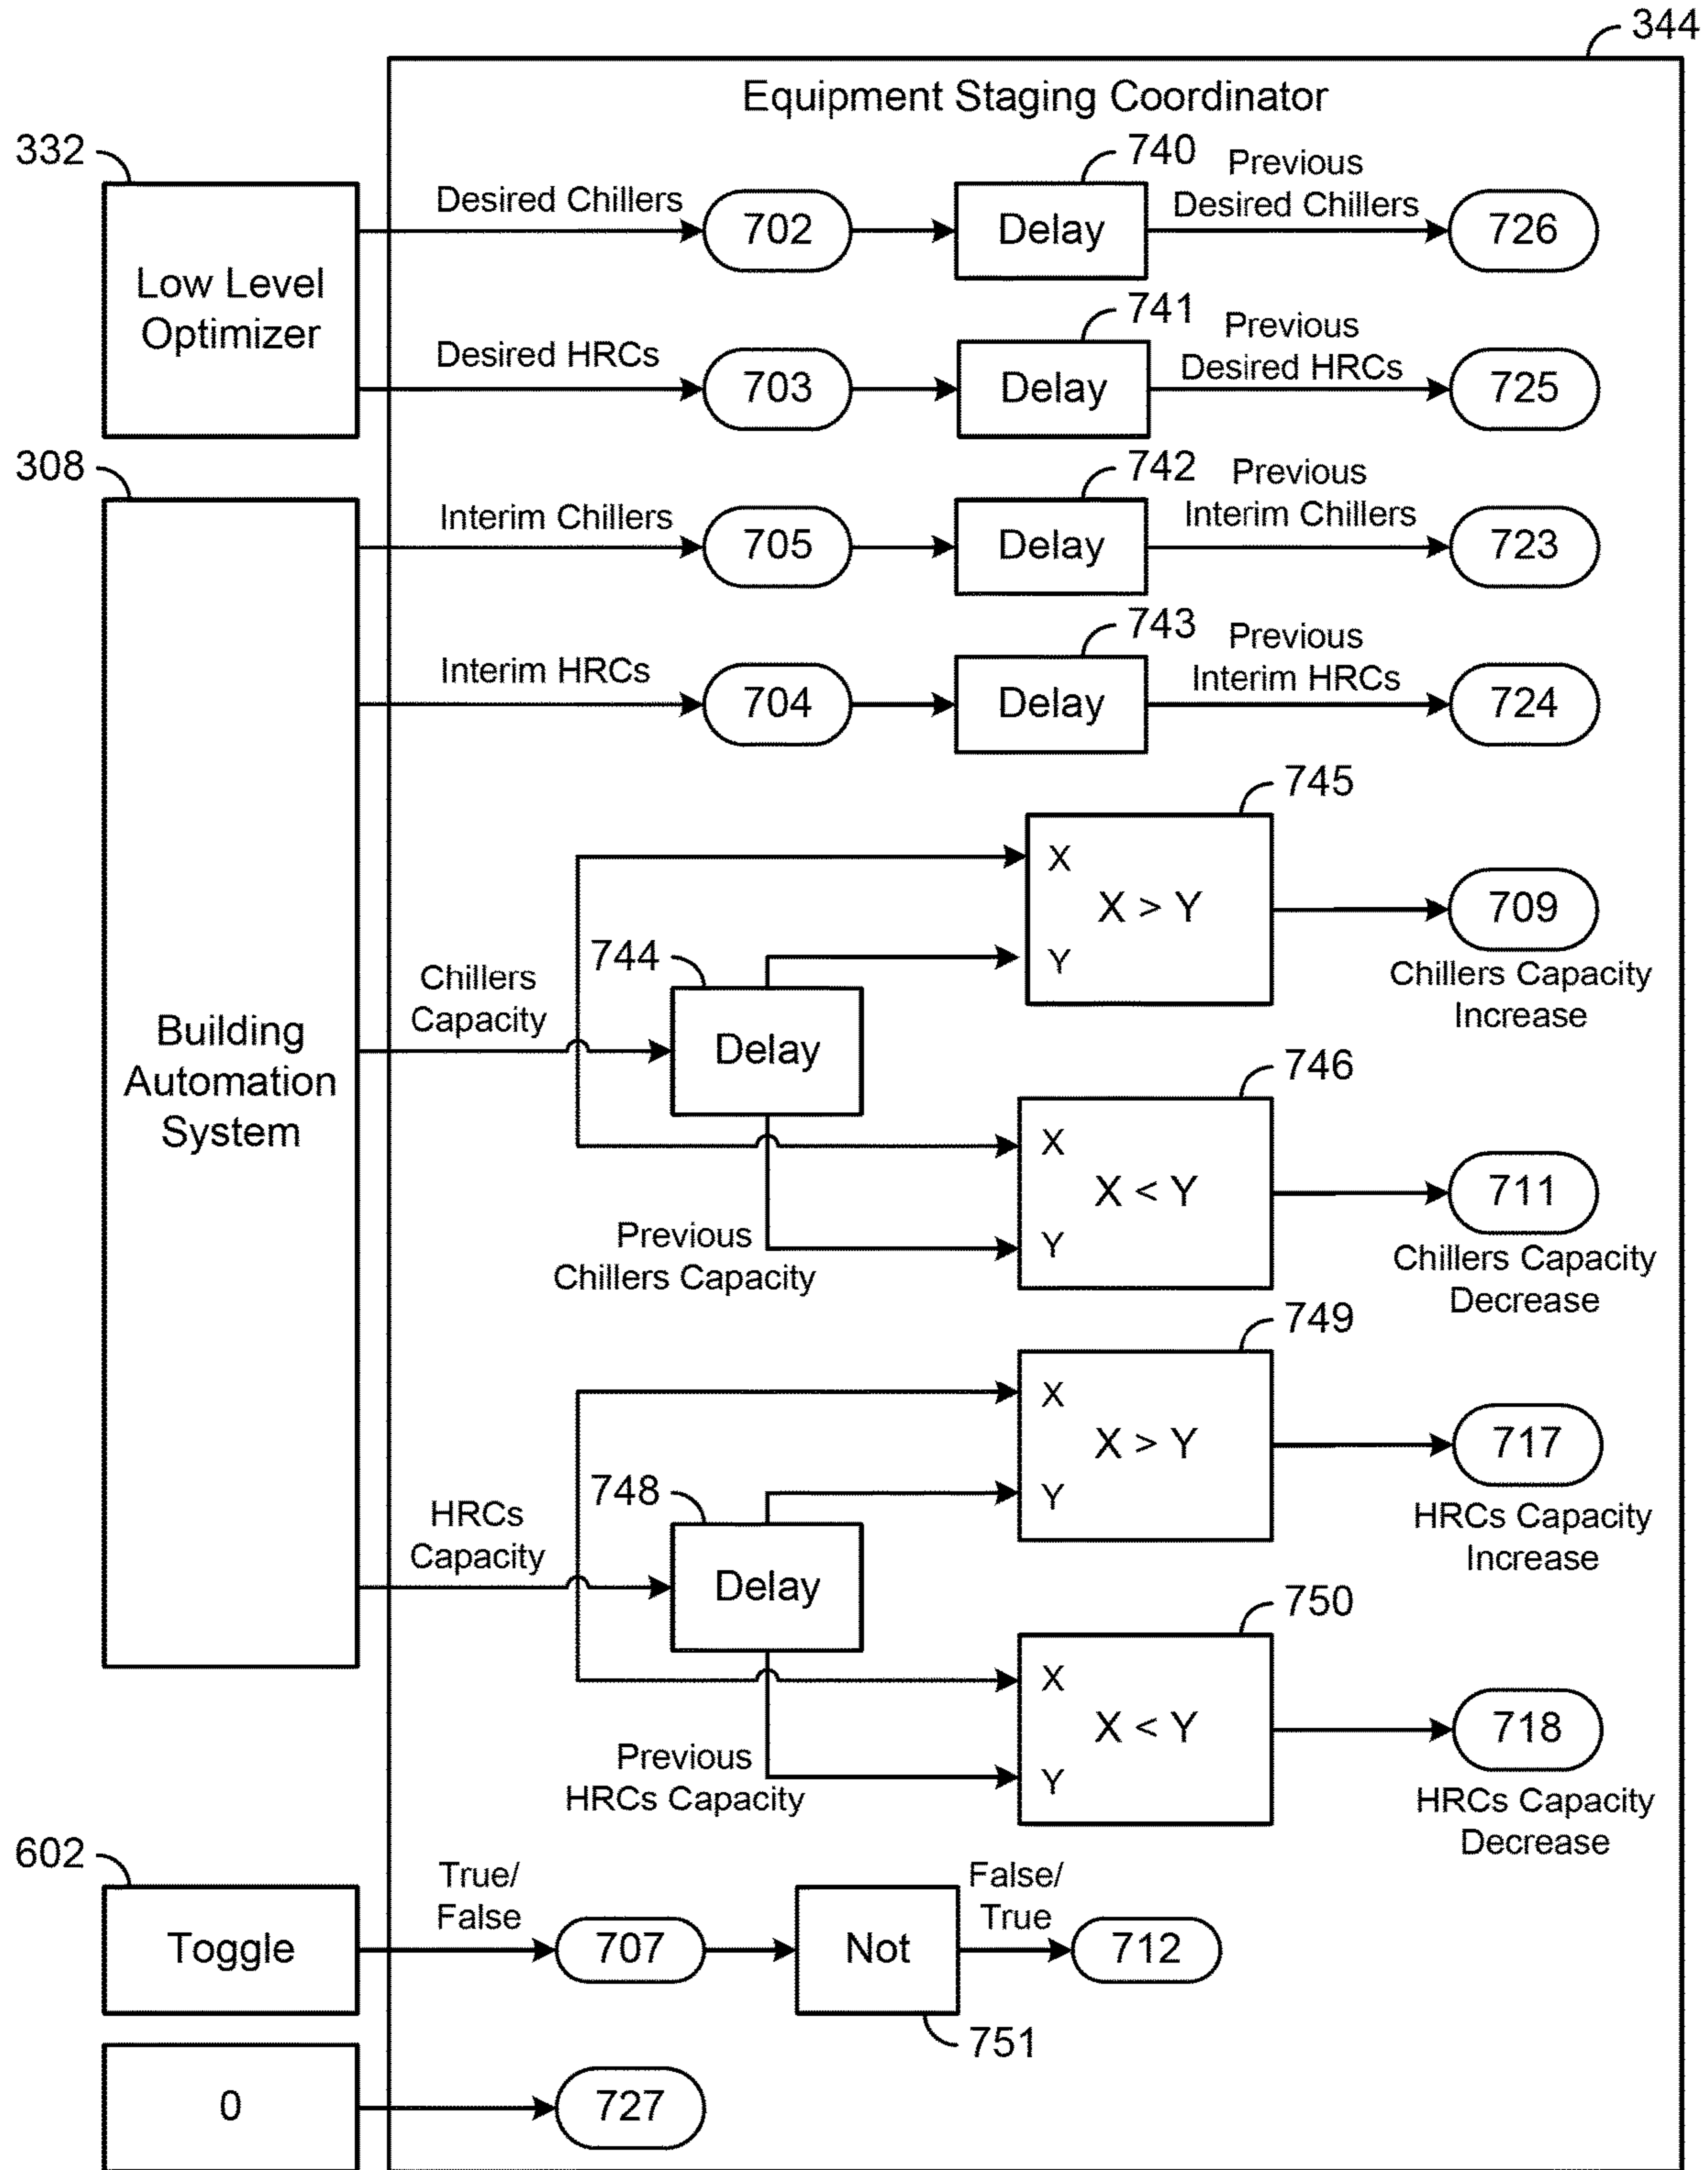 344
Equipment Staging Coordinator
332
Low Level
Optimizer
Desired Chillers
702
740
Delay
Previous
Desired Chillers
726
Desired HRCs
703
741
Delay
Previous
Desired HRCs
725
308
Building
Automation
System
Interim Chillers
705
742
Delay
Previous
Interim Chillers
723
Interim HRCs
704
743
Delay
Previous
Interim HRCs
724
745
X
X > Y
Y
709
Chillers Capacity
Increase
744
Chillers
Capacity
Delay
746
X
X < Y
Y
711
Chillers Capacity
Decrease
Previous
Chillers Capacity
749
X
X > Y
Y
717
HRCs Capacity
Increase
748
HRCs
Capacity
Delay
750
X
X < Y
Y
718
HRCs Capacity
Decrease
Previous
HRCs Capacity
602
Toggle
True/
False
707
Not
751
False/
True
712
0
727